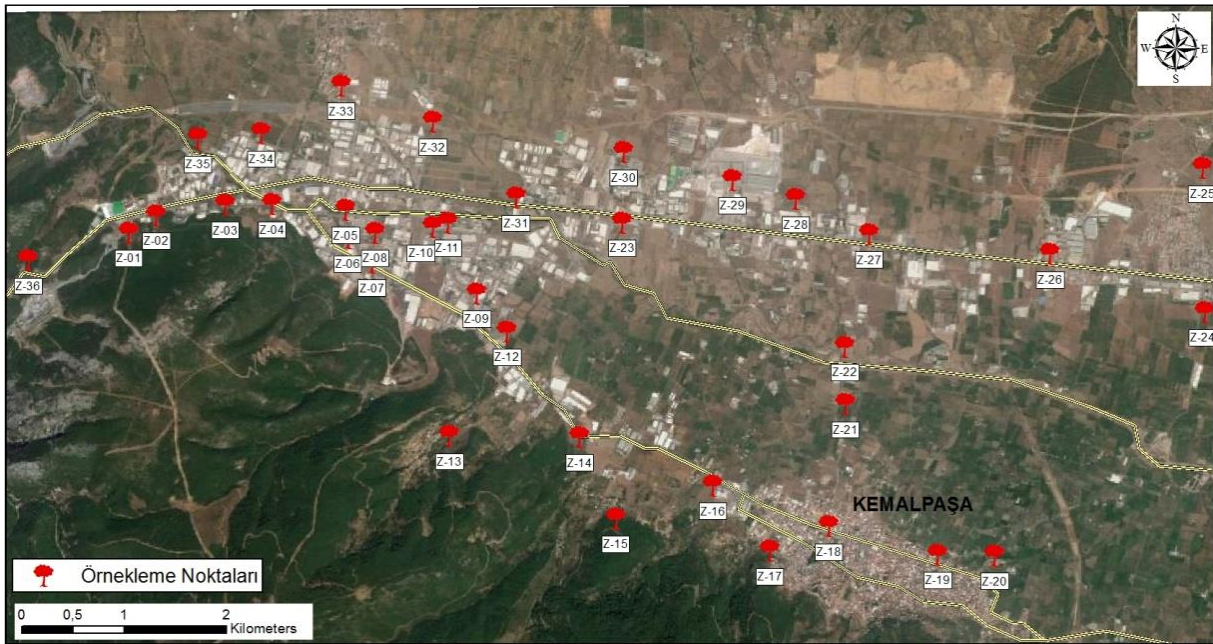 N
W
E
S
Z-33
Z-32
Z-34
Z-35
Z-30
Z-25
Z-29
Z-28
Z-31
Z-03
Z-04
Z-02
Z-05
Z-11
Z-10
Z-23
Z-01
Z-08
Z-27
Z-06
Z-36
Z-26
Z-07
Z-09
Z-24
Z-12
Z-22
Z-21
Z-13
Z-14
Z-16
KEMALPAŞA
Z-15
Z-18
Z-17
Z-19
Z-20
Örnekleme Noktaları
0 0,5 1 2
Kilometers